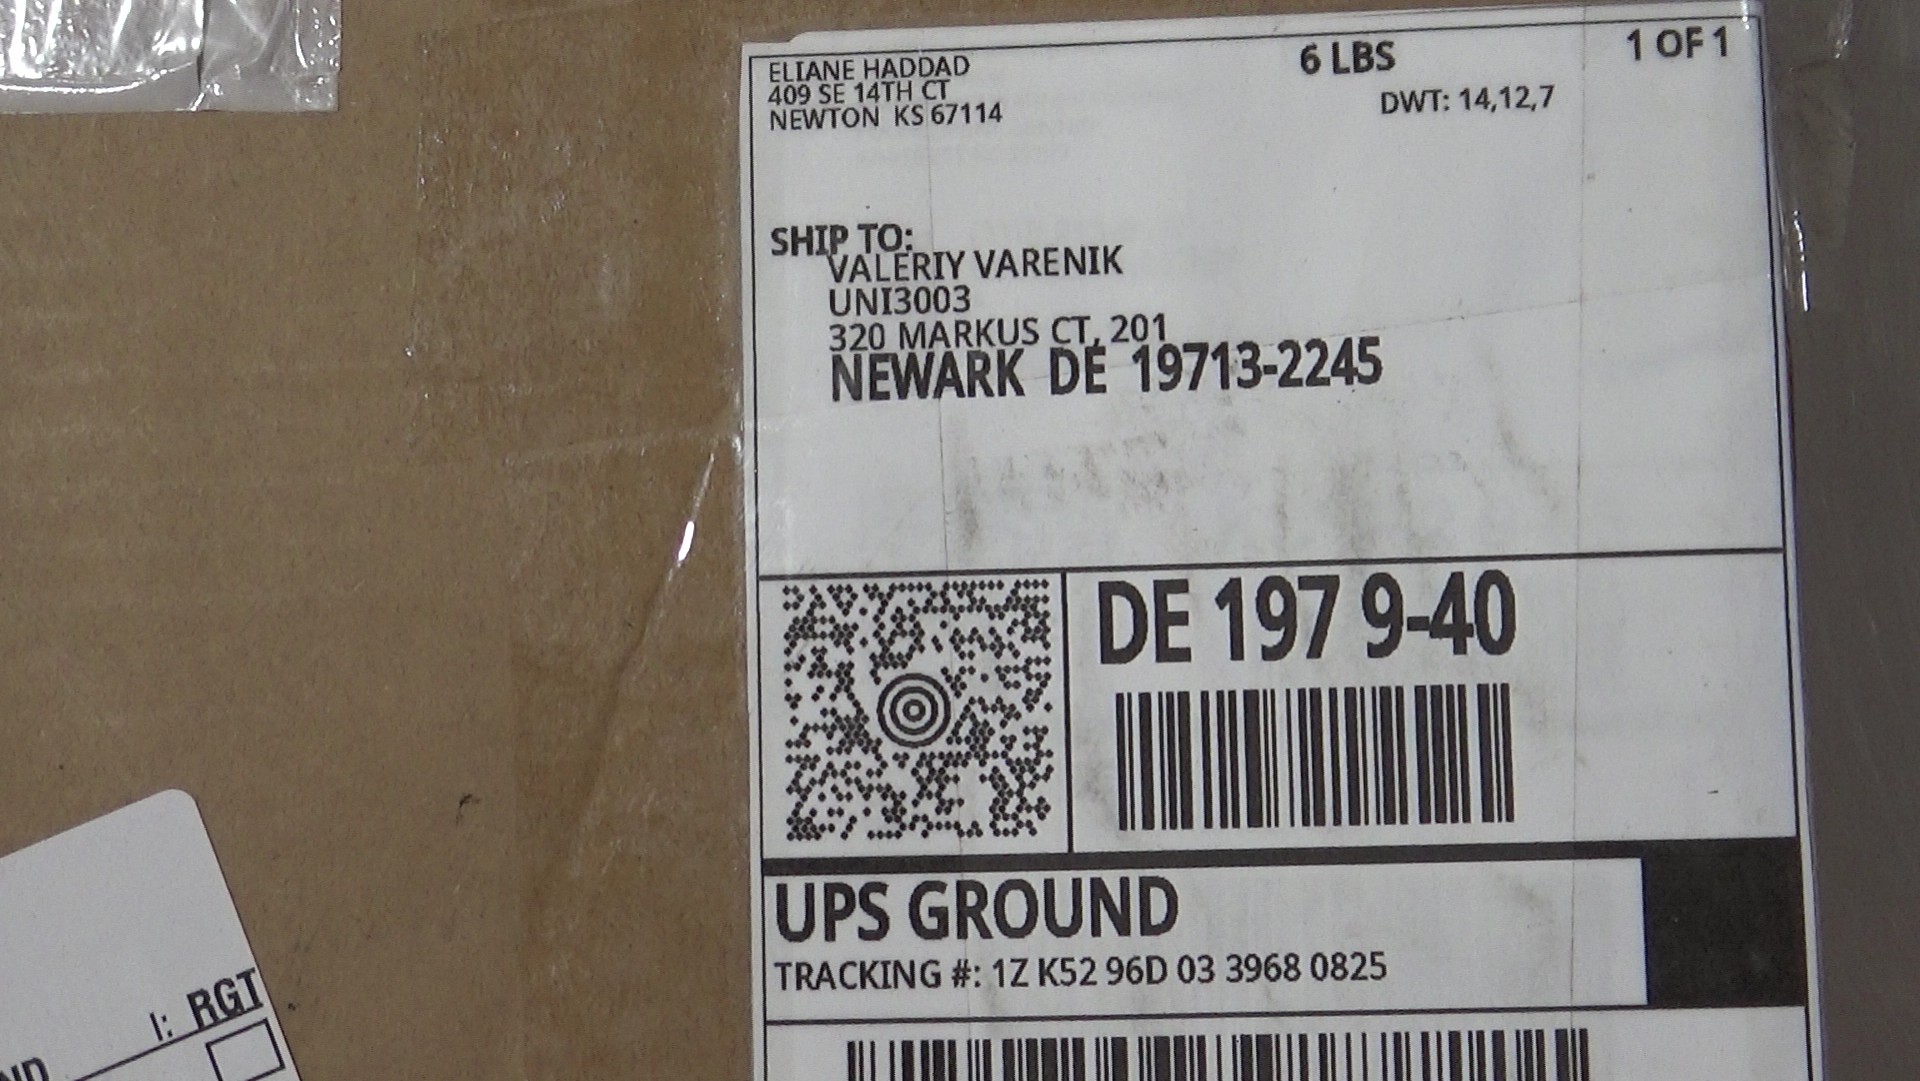 ELIANE HADDAD
409 SE 14TH CT
NEWTON KS 67114
6 LBS
1 OF 1
DWT: 14,12,7
SHIP TO:
VALERIY VARENIK
UNI3003
320 MARKUS CT, 201
NEWARK DE 19713-2245
DE 197 9-40
UPS GROUND
TRACKING #: 1Z K52 96D 03 3968 0825
I: RGT
ND